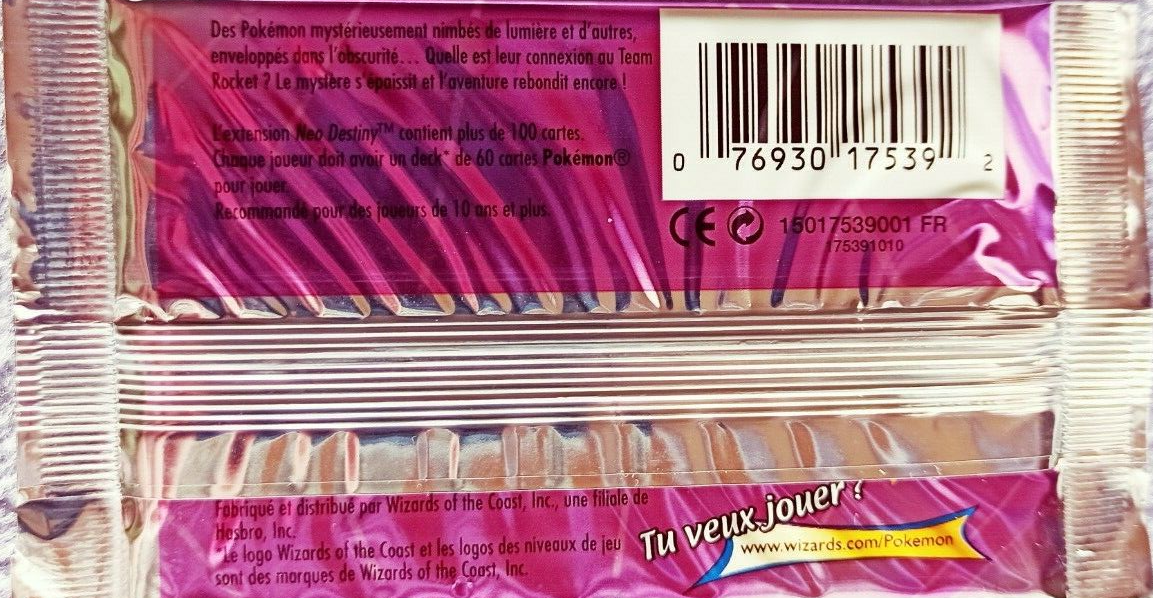 Des Pokémon mystérieusement nimbés de lumière et d'autres,
enveloppés dans l'obscurité... Quelle est leur connexion au Team
Rocket ? Le mystère s'épaissit et l'aventure rebondit encore !
L'extension Neo Destiny™ contient plus de 100 cartes.
Chaque joueur doit avoir un deck* de 60 cartes Pokémon®
pour jouer.
Recommandé pour des joueurs de 10 ans et plus.
0 76930 17539 2
CE 15017539001 FR
175391010
Fabriqué et distribué par Wizards of the Coast, Inc., une filiale de
Hasbro, Inc.
*Le logo Wizards of the Coast et les logos des niveaux de jeu
sont des marques de Wizards of the Coast, Inc.
Tu veux jouer ?
www.wizards.com/Pokemon